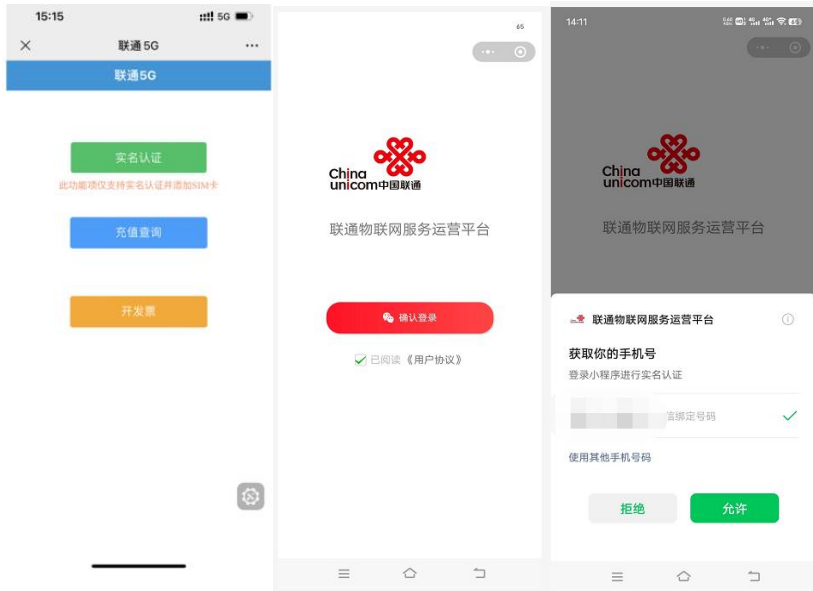 15:15
5G
联通 5G
联通5G
实名认证
此功能项仅支持实名认证并添加SIM卡
充值查询
开发票
65
China
unicom中国联通
联通物联网服务运营平台
确认登录
已阅读《用户协议》
14:11
China
unicom中国联通
联通物联网服务运营平台
联通物联网服务运营平台
获取你的手机号
登录小程序进行实名认证
绑定号码
使用其他手机号码
拒绝
允许